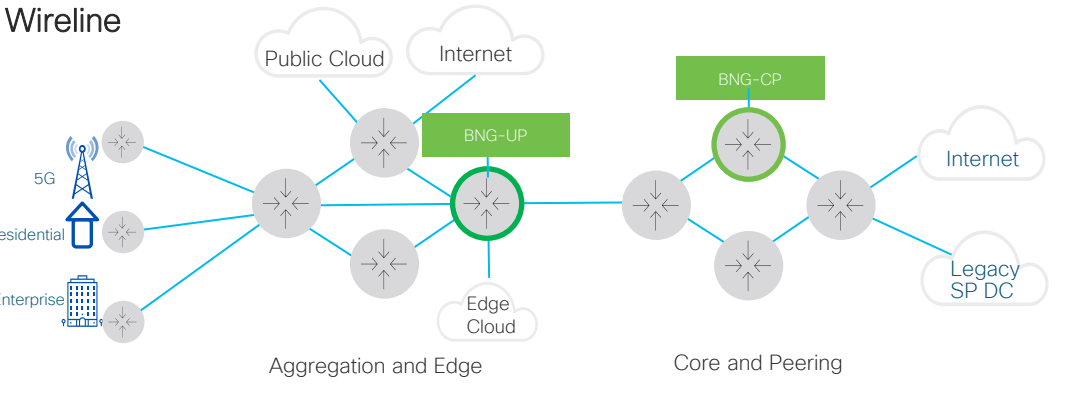 Wireline
Public Cloud
Internet
BNG-CP
BNG-UP
5G
Internet
esidential
Enterprise
Edge
Cloud
Legacy
SP DC
Aggregation and Edge
Core and Peering